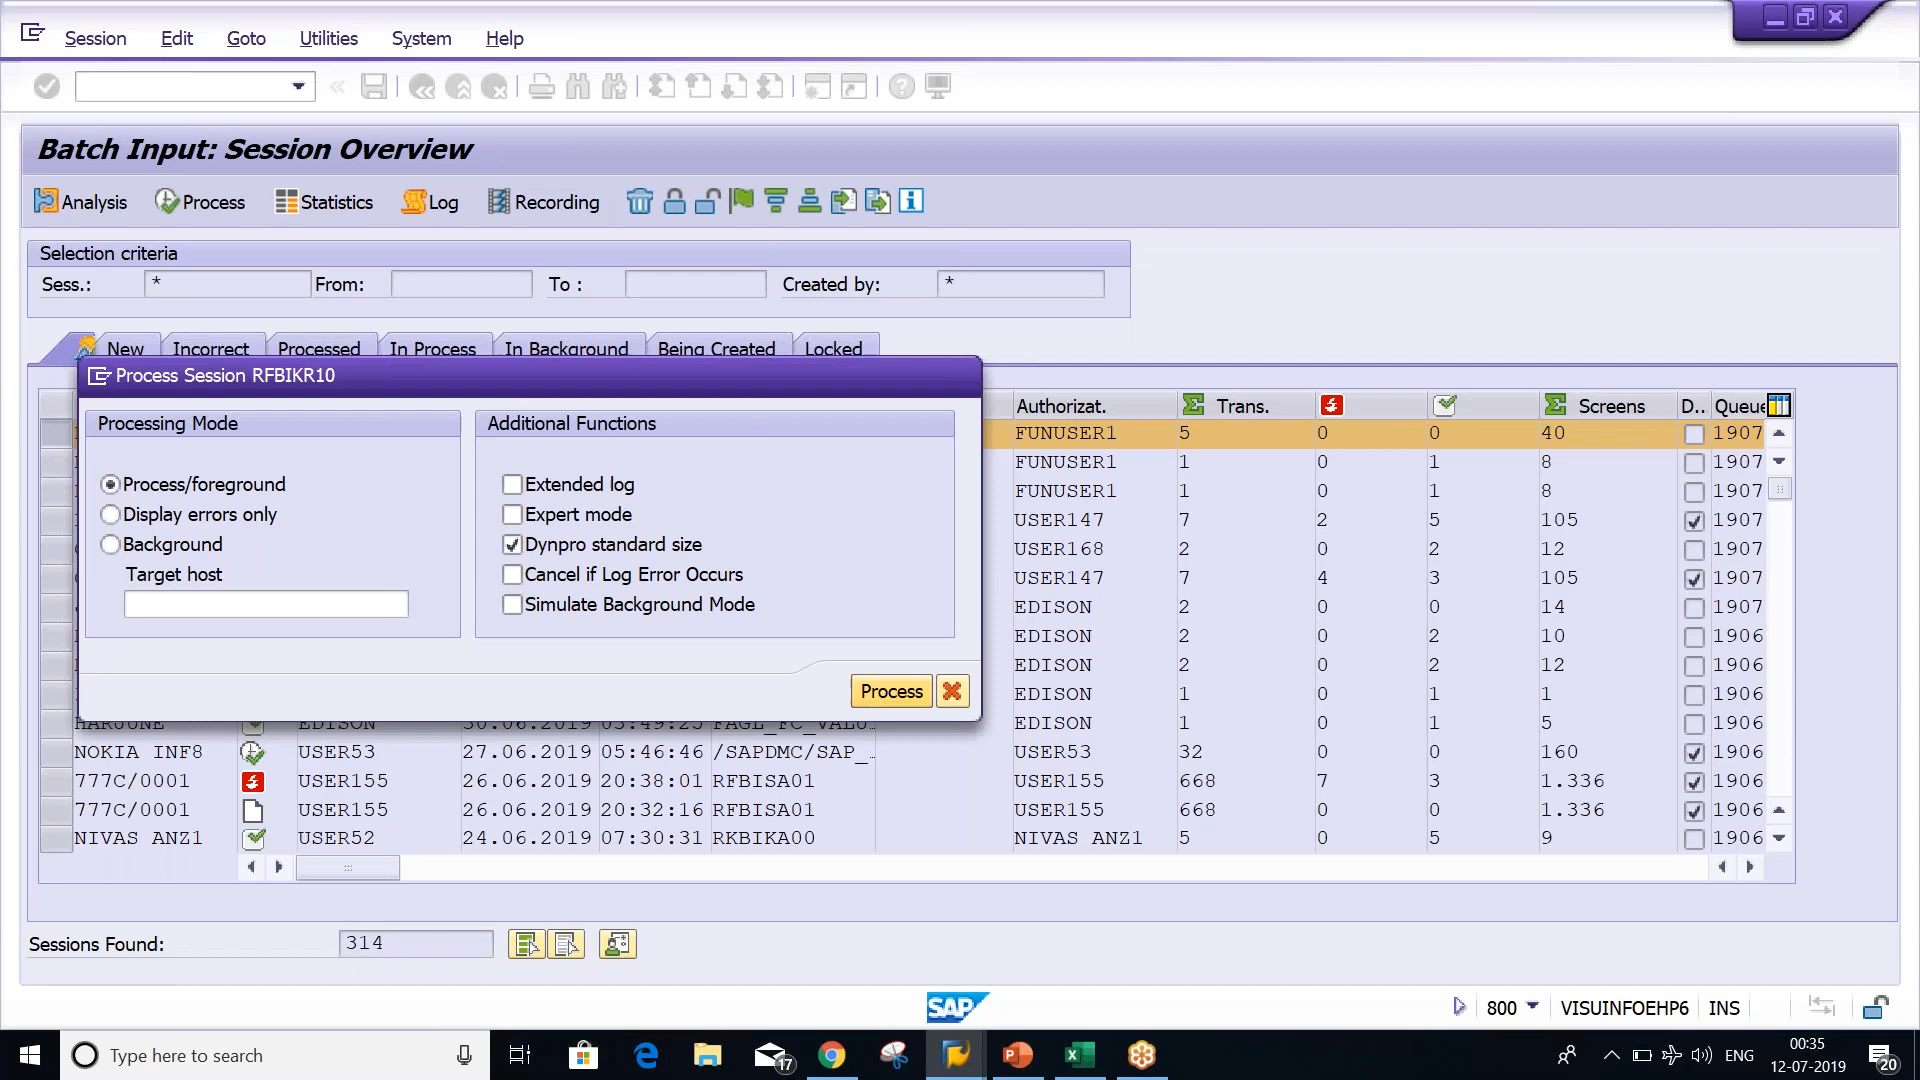 Session Edit Goto Utilities System Help
Batch Input: Session Overview
Analysis Process Statistics Log Recording
Selection criteria
Sess.: * From: To : Created by: *
New Incorrect Processed In Process In Background Being Created Locked
Process Session RFBIKR10
Processing Mode
Process/foreground
Display errors only
Background
Target host
Additional Functions
Extended log
Expert mode
Dynpro standard size
Cancel if Log Error Occurs
Simulate Background Mode
Process
Authorizat. Trans. Screens D.. Queue
FUNUSER1 5 0 0 40 1907
FUNUSER1 1 0 1 8 1907
FUNUSER1 1 0 1 8 1907
USER147 7 2 5 105 1907
USER168 2 0 2 12 1907
USER147 7 4 3 105 1907
EDISON 2 0 0 14 1907
EDISON 2 0 2 10 1906
EDISON 2 0 2 12 1906
EDISON 1 0 1 1 1906
HARJUNE EDISON 30.06.2019 03:49:25 FAGL_FC_VALU.. EDISON 1 0 1 5 1906
NOKIA INF8 USER53 27.06.2019 05:46:46 /SAPDMC/SAP_.. USER53 32 0 0 160 1906
777C/0001 USER155 26.06.2019 20:38:01 RFBISA01 USER155 668 7 3 1.336 1906
777C/0001 USER155 26.06.2019 20:32:16 RFBISA01 USER155 668 0 0 1.336 1906
NIVAS ANZ1 USER52 24.06.2019 07:30:31 RKBIKA00 NIVAS ANZ1 5 0 5 9 1906
Sessions Found: 314
SAP
800 VISUINFOEHP6 INS
Type here to search
17
ENG
00:35
12-07-2019
20